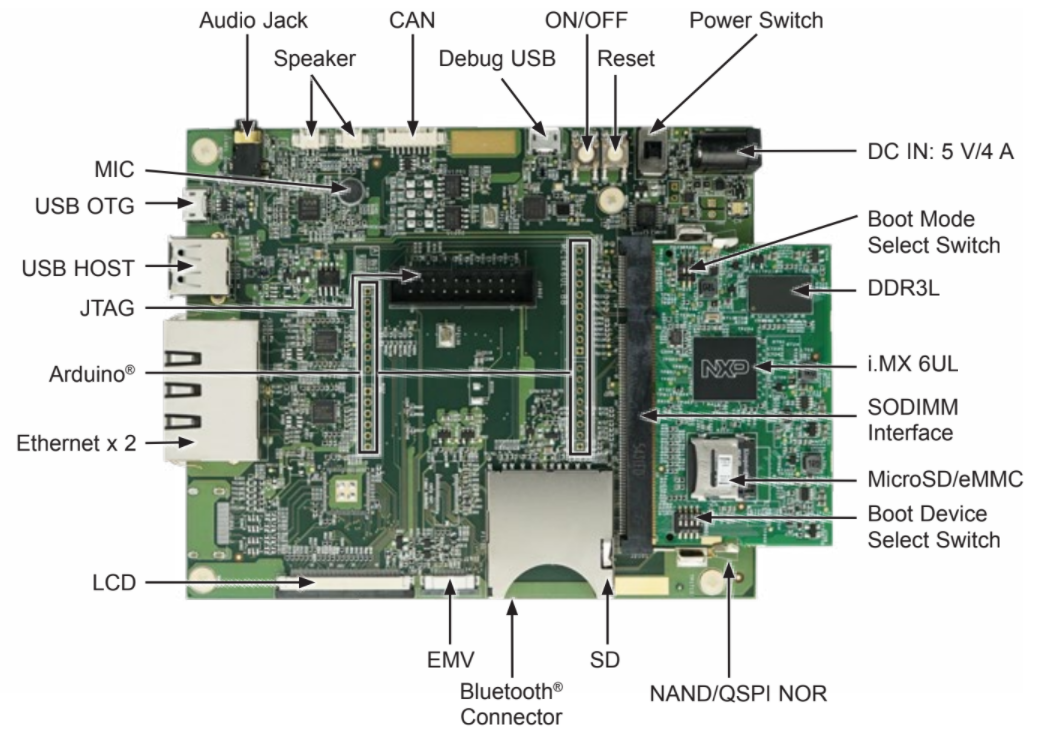 Audio Jack
CAN
ON/OFF
Power Switch
Speaker
Debug USB
Reset
MIC
DC IN: 5 V/4 A
USB OTG
Boot Mode
Select Switch
USB HOST
DDR3L
JTAG
NXP
i.MX 6UL
Arduino®
SODIMM
Interface
Ethernet x 2
MicroSD/eMMC
Boot Device
Select Switch
LCD
EMV
SD
Bluetooth®
Connector
NAND/QSPI NOR